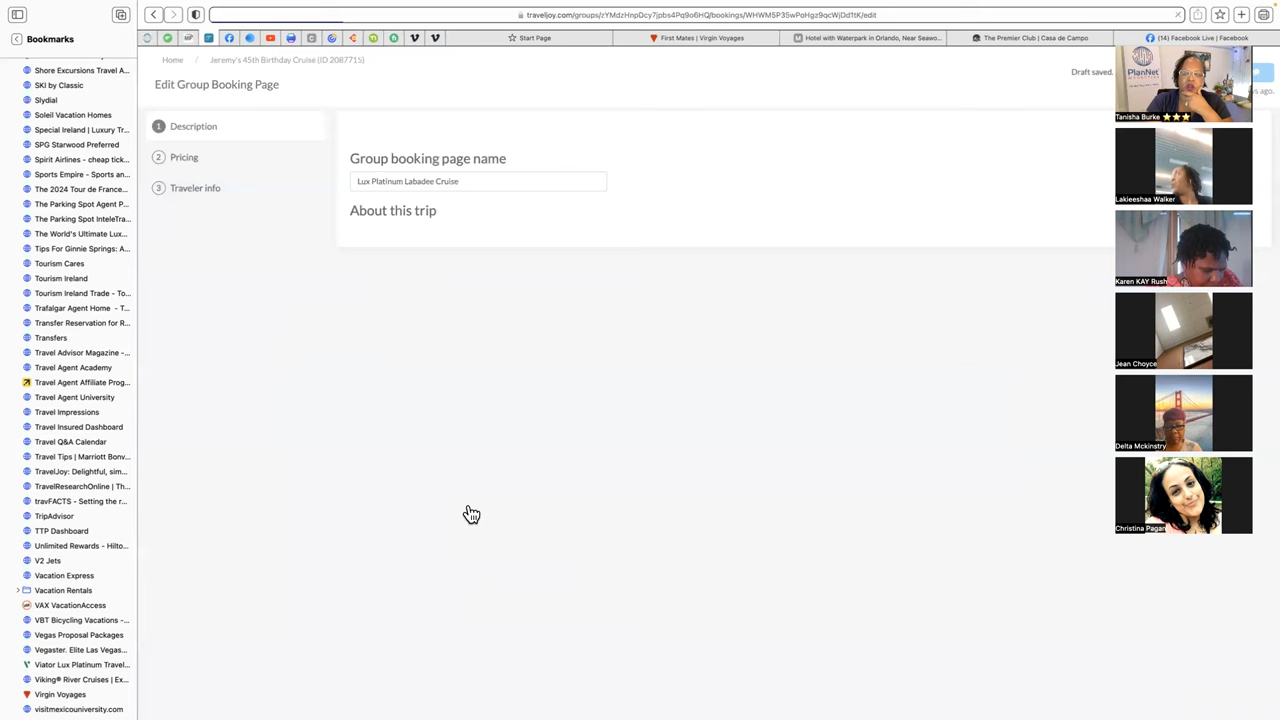 traveljoy.com/groups/zYMdzHnpDcy7jpbs4Pq9o6HQ/bookings/WHWM5P35wPoHgz9qcWjDd1tK/edit
Bookmarks
Start Page
First Mates | Virgin Voyages
Hotel with Waterpark in Orlando, Near Seawo...
The Premier Club | Casa de Campo
(14) Facebook Live | Facebook
Shore Excursions Travel A...
SKI by Classic
Slydial
Soleil Vacation Homes
Special Ireland | Luxury Tr...
SPG Starwood Preferred
Spirit Airlines - cheap tick...
Sports Empire - Sports an...
The 2024 Tour de France...
The Parking Spot Agent P...
The Parking Spot InteleTra...
The World's Ultimate Lux...
Tips For Ginnie Springs: A...
Tourism Cares
Tourism Ireland
Tourism Ireland Trade - To...
Trafalgar Agent Home - T...
Transfer Reservation for R...
Transfers
Travel Advisor Magazine -...
Travel Agent Academy
Travel Agent Affiliate Prog...
Travel Agent University
Travel Impressions
Travel Insured Dashboard
Travel Q&A Calendar
Travel Tips | Marriott Bonv...
TravelJoy: Delightful, sim...
TravelResearchOnline | Th...
travFACTS - Setting the r...
TripAdvisor
TTP Dashboard
Unlimited Rewards - Hilto...
V2 Jets
Vacation Express
Vacation Rentals
VAX VacationAccess
VBT Bicycling Vacations -...
Vegas Proposal Packages
Vegaster. Elite Las Vegas...
Viator Lux Platinum Travel...
Viking® River Cruises | Ex...
Virgin Voyages
visitmexicouniversity.com
Home / Jeremy's 45th Birthday Cruise (ID 2087715)
Edit Group Booking Page
Draft saved.
ys ago.
1 Description
2 Pricing
3 Traveler info
Group booking page name
Lux Platinum Labadee Cruise
About this trip
PlanNet
Tanisha Burke
Lakieeshaa Walker
Karen KAY Rush
Jean Choyce
Delta Mckinstry
Christina Pagan